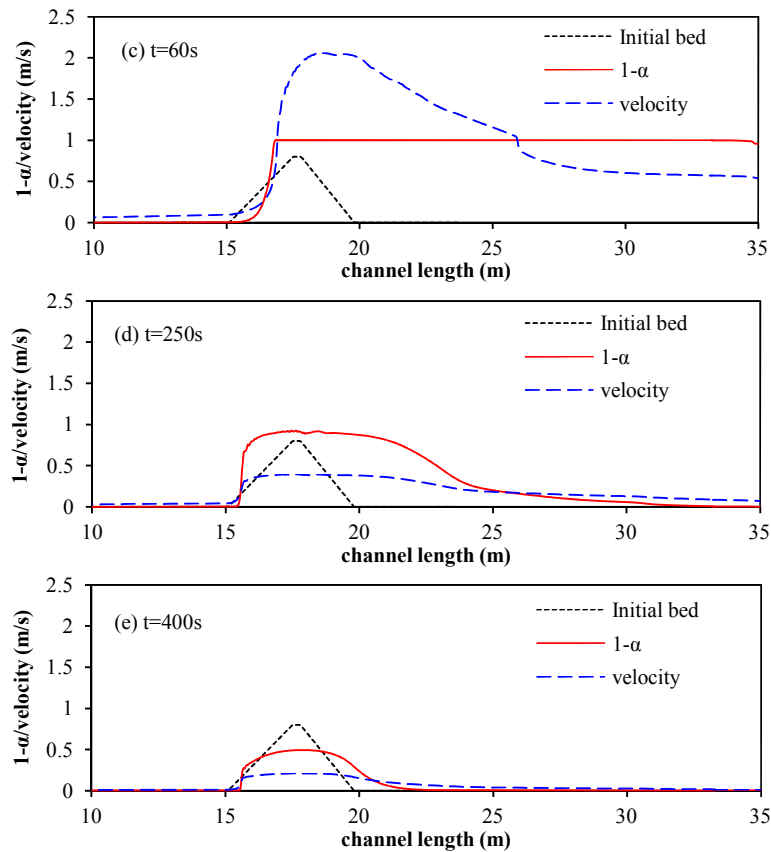 (c) t=60s
Initial bed
1-α
velocity
1-α/velocity (m/s)
2.5
2
1.5
1
0.5
0
10 15 20 25 30 35
channel length (m)
(d) t=250s
Initial bed
1-α
velocity
1-α/velocity (m/s)
2.5
2
1.5
1
0.5
0
10 15 20 25 30 35
channel length (m)
(e) t=400s
Initial bed
1-α
velocity
1-α/velocity (m/s)
2.5
2
1.5
1
0.5
0
10 15 20 25 30 35
channel length (m)